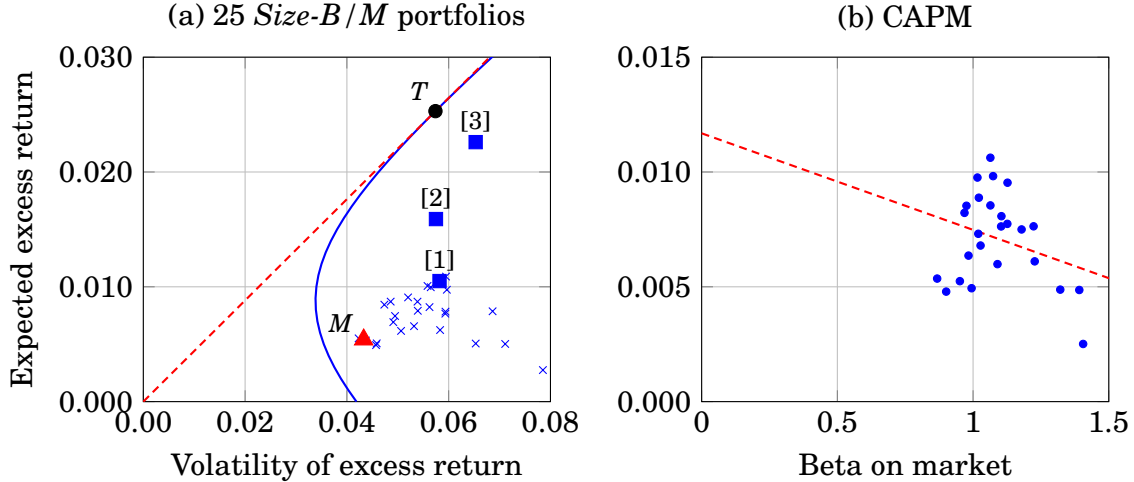 (a) 25 Size-B/M portfolios
Expected excess return
0.030
0.020
0.010
0.000
0.00
0.02
0.04
0.06
0.08
T
[3]
[2]
[1]
M
Volatility of excess return
(b) CAPM
0.015
0.010
0.005
0.000
0
0.5
1
1.5
Beta on market